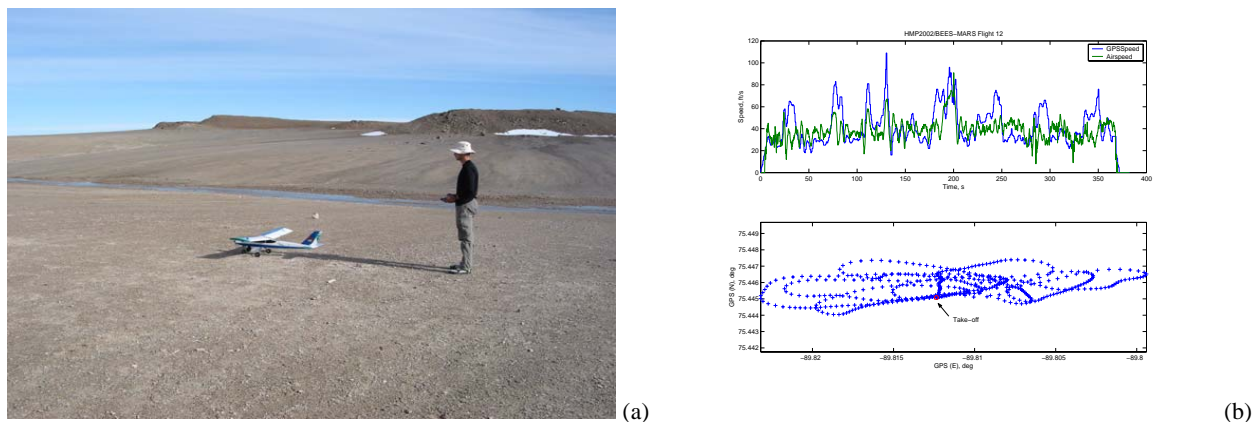 HMP2002/BEES−MARS Flight 12
120
100
80
60
40
20
0
Speed, ft/s
GPSSpeed
Airspeed
0 50 100 150 200 250 300 350 400
Time, s
75.449
75.448
75.447
75.446
75.445
75.444
75.443
75.442
GPS (N), deg
Take−off
−89.82 −89.815 −89.81 −89.805 −89.8
GPS (E), deg
(a) (b)